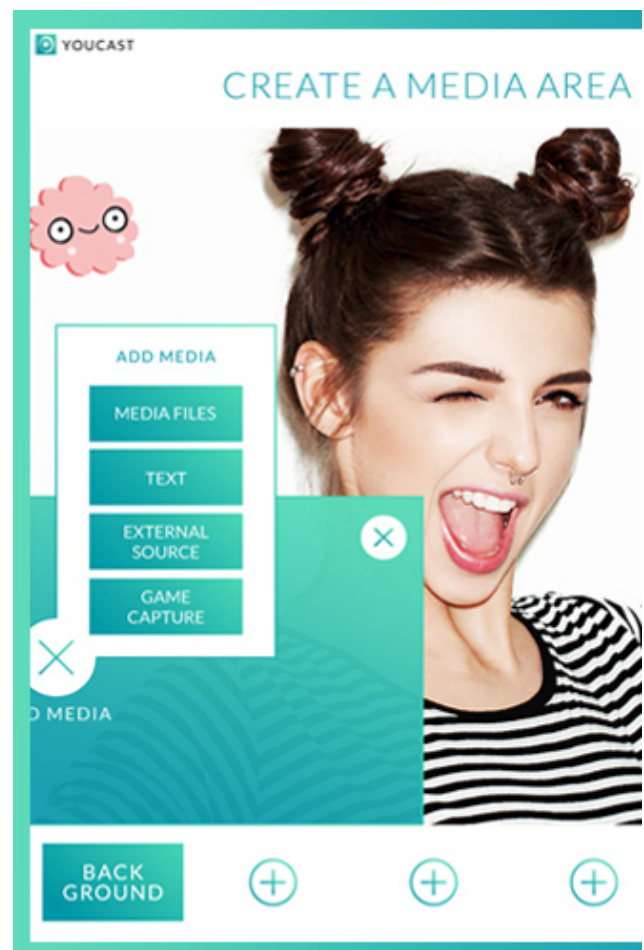 YOUCAST
CREATE A MEDIA AREA
ADD MEDIA
MEDIA FILES
TEXT
EXTERNAL
SOURCE
GAME
CAPTURE
D MEDIA
BACK
GROUND